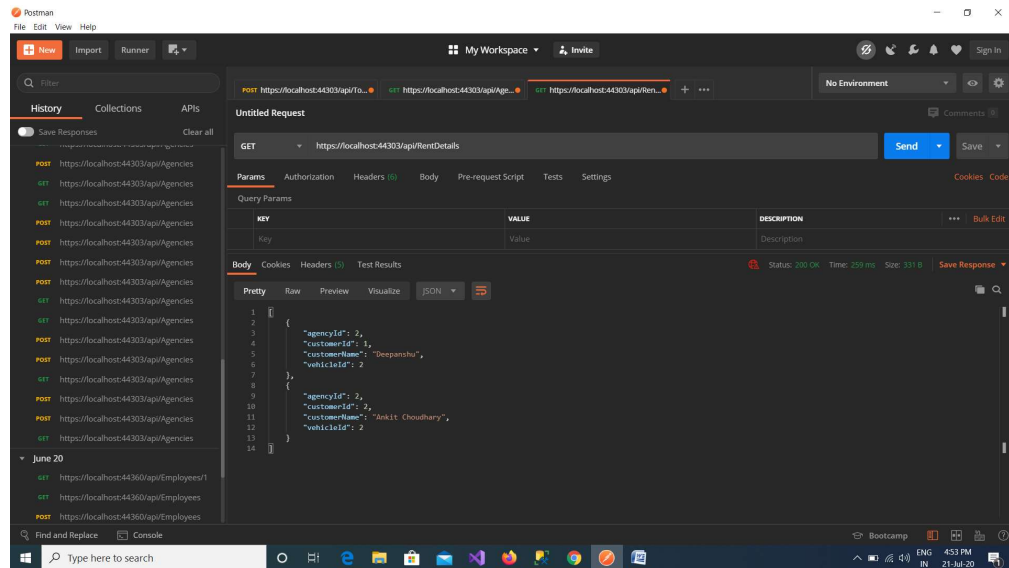 Postman
File Edit View Help
New Import Runner
My Workspace Invite
Sign In
Filter
History Collections APIs
Save Responses Clear all
POST https://localhost:44303/api/Agencies
GET https://localhost:44303/api/Agencies
GET https://localhost:44303/api/Agencies
POST https://localhost:44303/api/Agencies
POST https://localhost:44303/api/Agencies
POST https://localhost:44303/api/Agencies
POST https://localhost:44303/api/Agencies
GET https://localhost:44303/api/Agencies
GET https://localhost:44303/api/Agencies
POST https://localhost:44303/api/Agencies
POST https://localhost:44303/api/Agencies
GET https://localhost:44303/api/Agencies
POST https://localhost:44303/api/Agencies
POST https://localhost:44303/api/Agencies
GET https://localhost:44303/api/Agencies
June 20
GET https://localhost:44360/api/Employees/1
GET https://localhost:44360/api/Employees
POST https://localhost:44360/api/Employees
POST https://localhost:44303/api/To... GET https://localhost:44303/api/Age... GET https://localhost:44303/api/Ren... + •••
No Environment
Untitled Request
Comments 0
GET https://localhost:44303/api/RentDetails
Send Save
Params Authorization Headers (6) Body Pre-request Script Tests Settings
Cookies Code
Query Params
KEY VALUE DESCRIPTION ••• Bulk Edit
Key Value Description
Body Cookies Headers (5) Test Results
Status: 200 OK Time: 259 ms Size: 331 B Save Response
Pretty Raw Preview Visualize JSON
1 [
2 {
3 "agencyId": 2,
4 "customerId": 1,
5 "customerName": "Deepanshu",
6 "vehicleId": 2
7 },
8 {
9 "agencyId": 2,
10 "customerId": 2,
11 "customerName": "Ankit Choudhary",
12 "vehicleId": 2
13 }
14 ]
Find and Replace Console
Bootcamp
Type here to search
ENG 4:53 PM
IN 21-Jul-20